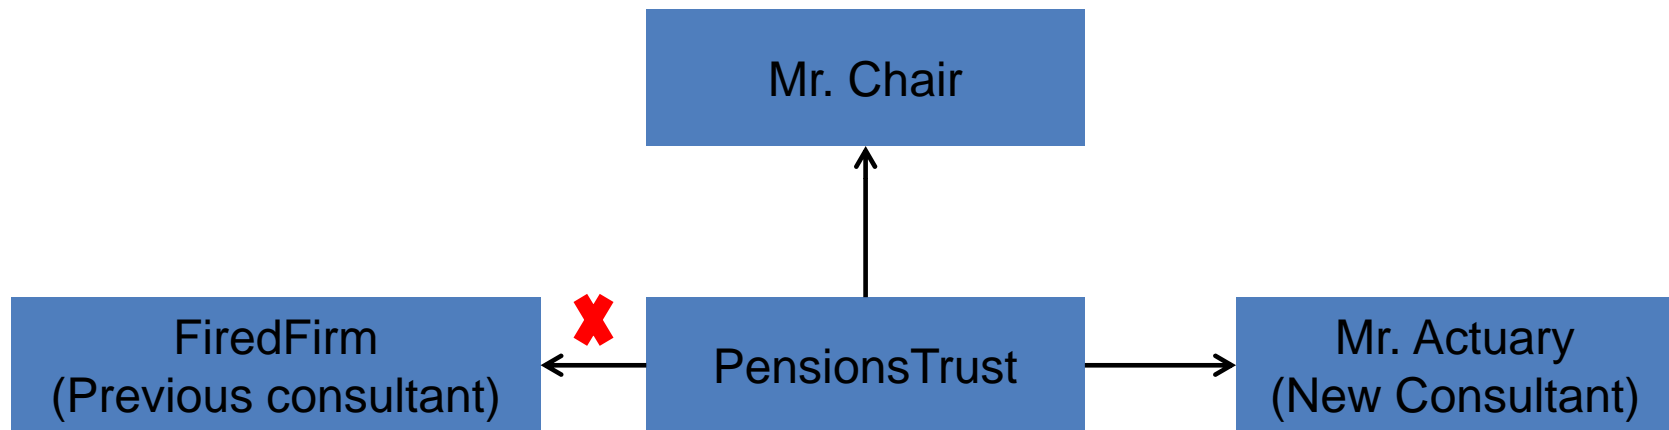 Mr. Chair
FiredFirm
(Previous consultant)
PensionsTrust
Mr. Actuary
(New Consultant)